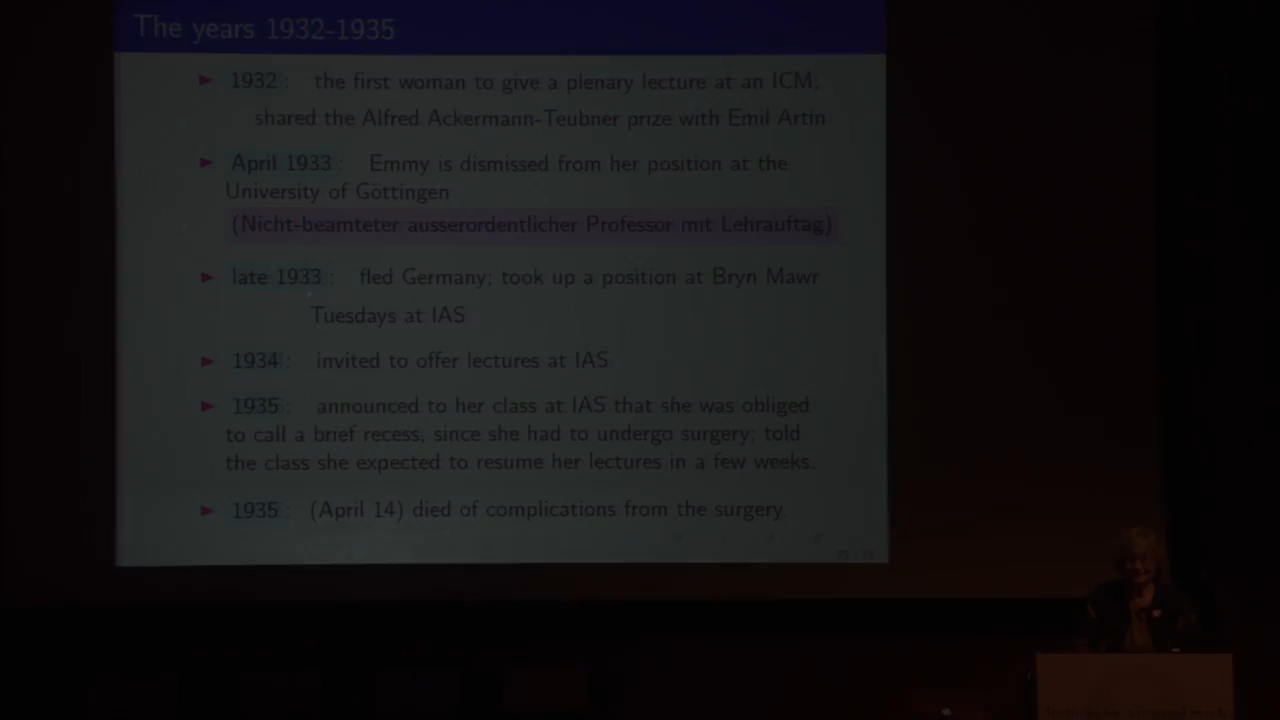 The years 1932-1935
► 1932 : the first woman to give a plenary lecture at an ICM;
shared the Alfred Ackermann-Teubner prize with Emil Artin
► April 1933 : Emmy is dismissed from her position at the
University of Göttingen
(Nicht-beamteter ausserordentlicher Professor mit Lehrauftag)
► late 1933 : fled Germany; took up a position at Bryn Mawr
Tuesdays at IAS
► 1934 : invited to offer lectures at IAS
► 1935 : announced to her class at IAS that she was obliged
to call a brief recess, since she had to undergo surgery; told
the class she expected to resume her lectures in a few weeks.
► 1935 : (April 14) died of complications from the surgery.